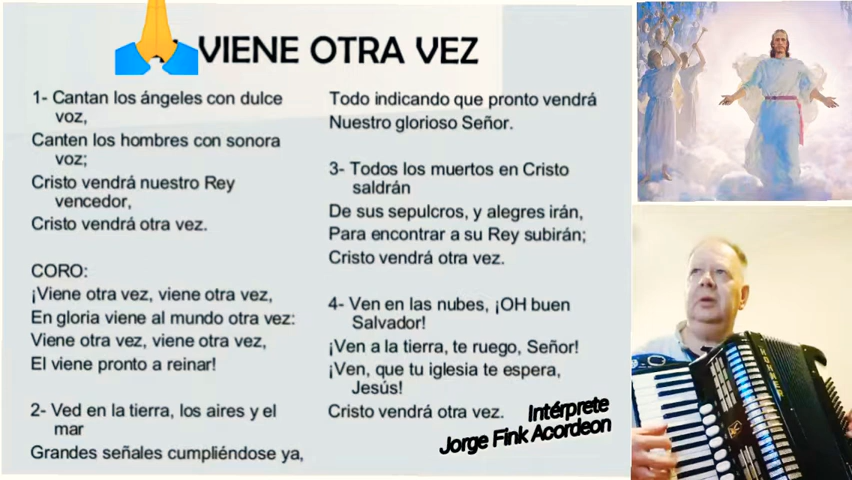 VIENE OTRA VEZ
1- Cantan los ángeles con dulce
voz,
Canten los hombres con sonora
voz;
Cristo vendrá nuestro Rey
vencedor,
Cristo vendrá otra vez.
CORO:
¡Viene otra vez, viene otra vez,
En gloria viene al mundo otra vez:
Viene otra vez, viene otra vez,
El viene pronto a reinar!
2- Ved en la tierra, los aires y el
mar
Grandes señales cumpliéndose ya,
Todo indicando que pronto vendrá
Nuestro glorioso Señor.
3- Todos los muertos en Cristo
saldrán
De sus sepulcros, y alegres irán,
Para encontrar a su Rey subirán;
Cristo vendrá otra vez.
4- Ven en las nubes, ¡OH buen
Salvador!
¡Ven a la tierra, te ruego, Señor!
¡Ven, que tu iglesia te espera,
Jesús!
Cristo vendrá otra vez.
Intérprete
Jorge Fink Acordeon
HOHNER